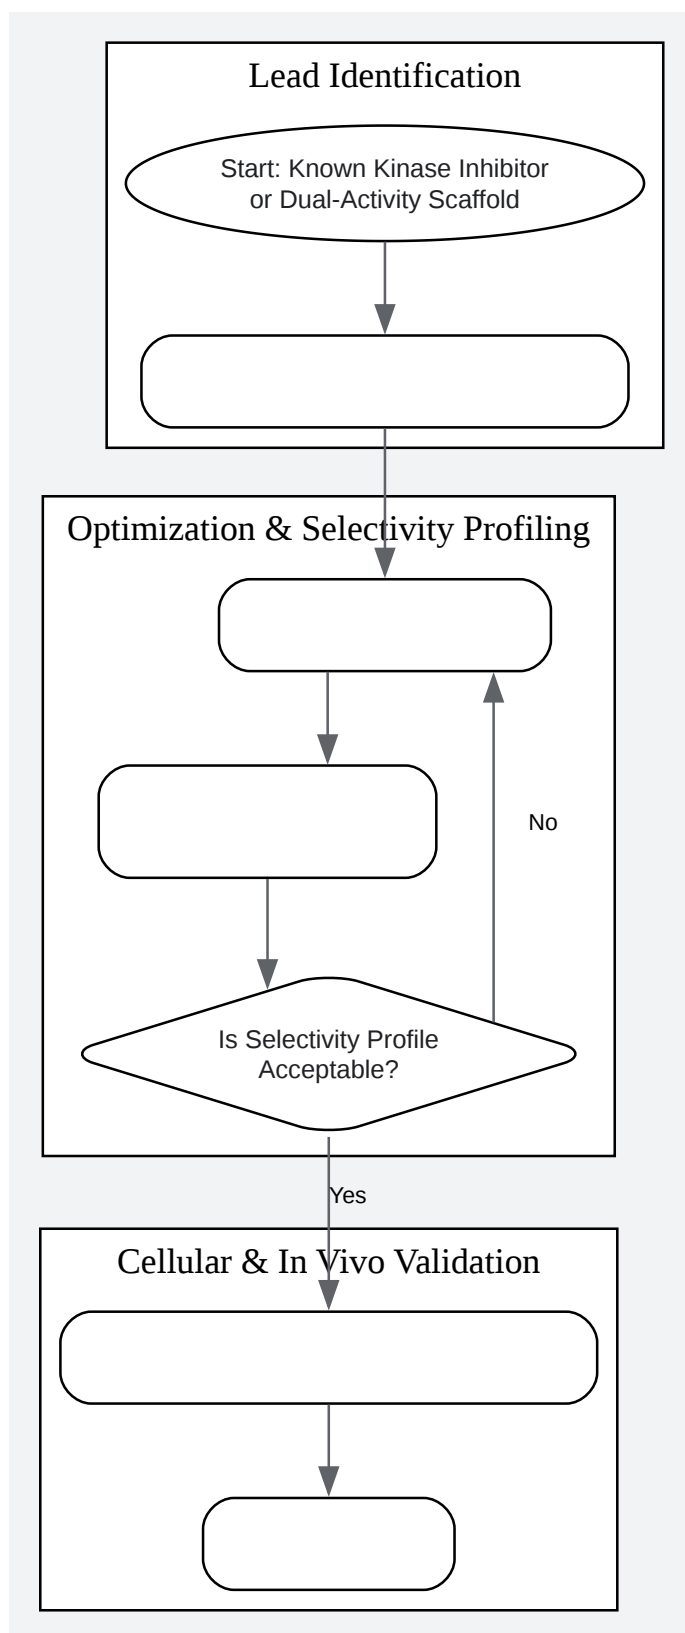 Lead Identification
Start: Known Kinase Inhibitor
or Dual-Activity Scaffold
Optimization & Selectivity Profiling
No
Is Selectivity Profile
Acceptable?
Yes
Cellular & In Vivo Validation